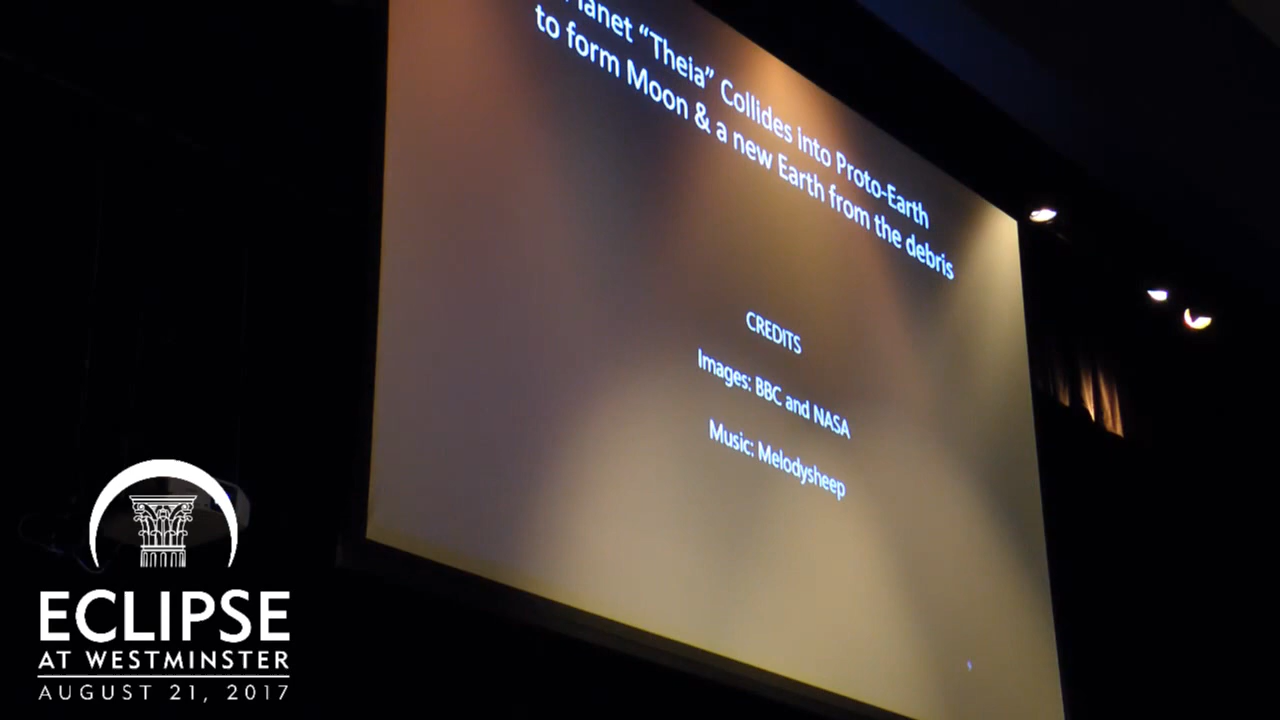 "Theia" Collides into Proto-Earth
to form Moon & a new Earth from the debris
CREDITS
Images: BBC and NASA
Music: Melodysheep
ECLIPSE
AT WESTMINSTER
AUGUST 21, 2017